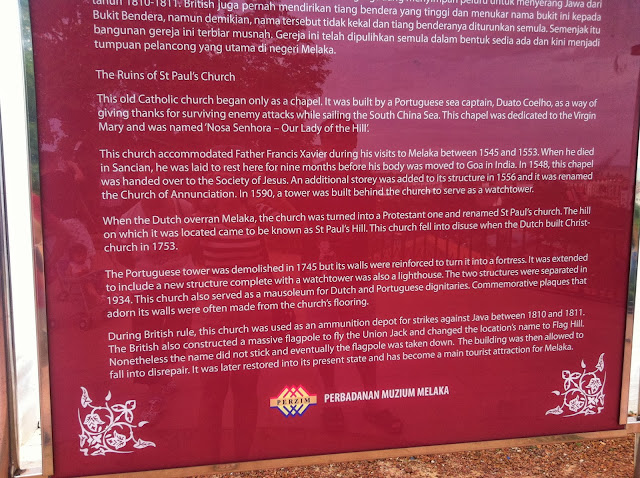 menyimpan peluru untuk menyerang Jawa dari
tahun 1810-1811. British juga pernah mendirikan tiang bendera yang tinggi dan menukar nama bukit ini kepada
Bukit Bendera, namun demikian, nama tersebut tidak kekal dan tiang benderanya diturunkan semula. Semenjak itu
bangunan gereja ini terbiar musnah. Gereja ini telah dipulihkan semula dalam bentuk sedia ada dan kini menjadi
tumpuan pelancong yang utama di negeri Melaka.
The Ruins of St Paul's Church
This old Catholic church began only as a chapel. It was built by a Portuguese sea captain, Duato Coelho, as a way of
giving thanks for surviving enemy attacks while sailing the South China Sea. This chapel was dedicated to the Virgin
Mary and was named 'Nosa Senhora – Our Lady of the Hill'.
This church accommodated Father Francis Xavier during his visits to Melaka between 1545 and 1553. When he died
in Sancian, he was laid to rest here for nine months before his body was moved to Goa in India. In 1548, this chapel
was handed over to the Society of Jesus. An additional storey was added to its structure in 1556 and it was renamed
the Church of Annunciation. In 1590, a tower was built behind the church to serve as a watchtower.
When the Dutch overran Melaka, the church was turned into a Protestant one and renamed St Paul's church. The hill
on which it was located came to be known as St Paul's Hill. This church fell into disuse when the Dutch built Christ-
church in 1753.
The Portuguese tower was demolished in 1745 but its walls were reinforced to turn it into a fortress. It was extended
to include a new structure complete with a watchtower was also a lighthouse. The two structures were separated in
1934. This church also served as a mausoleum for Dutch and Portuguese dignitaries. Commemorative plaques that
adorn its walls were often made from the church's flooring.
During British rule, this church was used as an ammunition depot for strikes against Java between 1810 and 1811.
The British also constructed a massive flagpole to fly the Union Jack and changed the location's name to Flag Hill.
Nonetheless the name did not stick and eventually the flagpole was taken down. The building was then allowed to
fall into disrepair. It was later restored into its present state and has become a main tourist attraction for Melaka.
PERZIM
PERBADANAN MUZIUM MELAKA